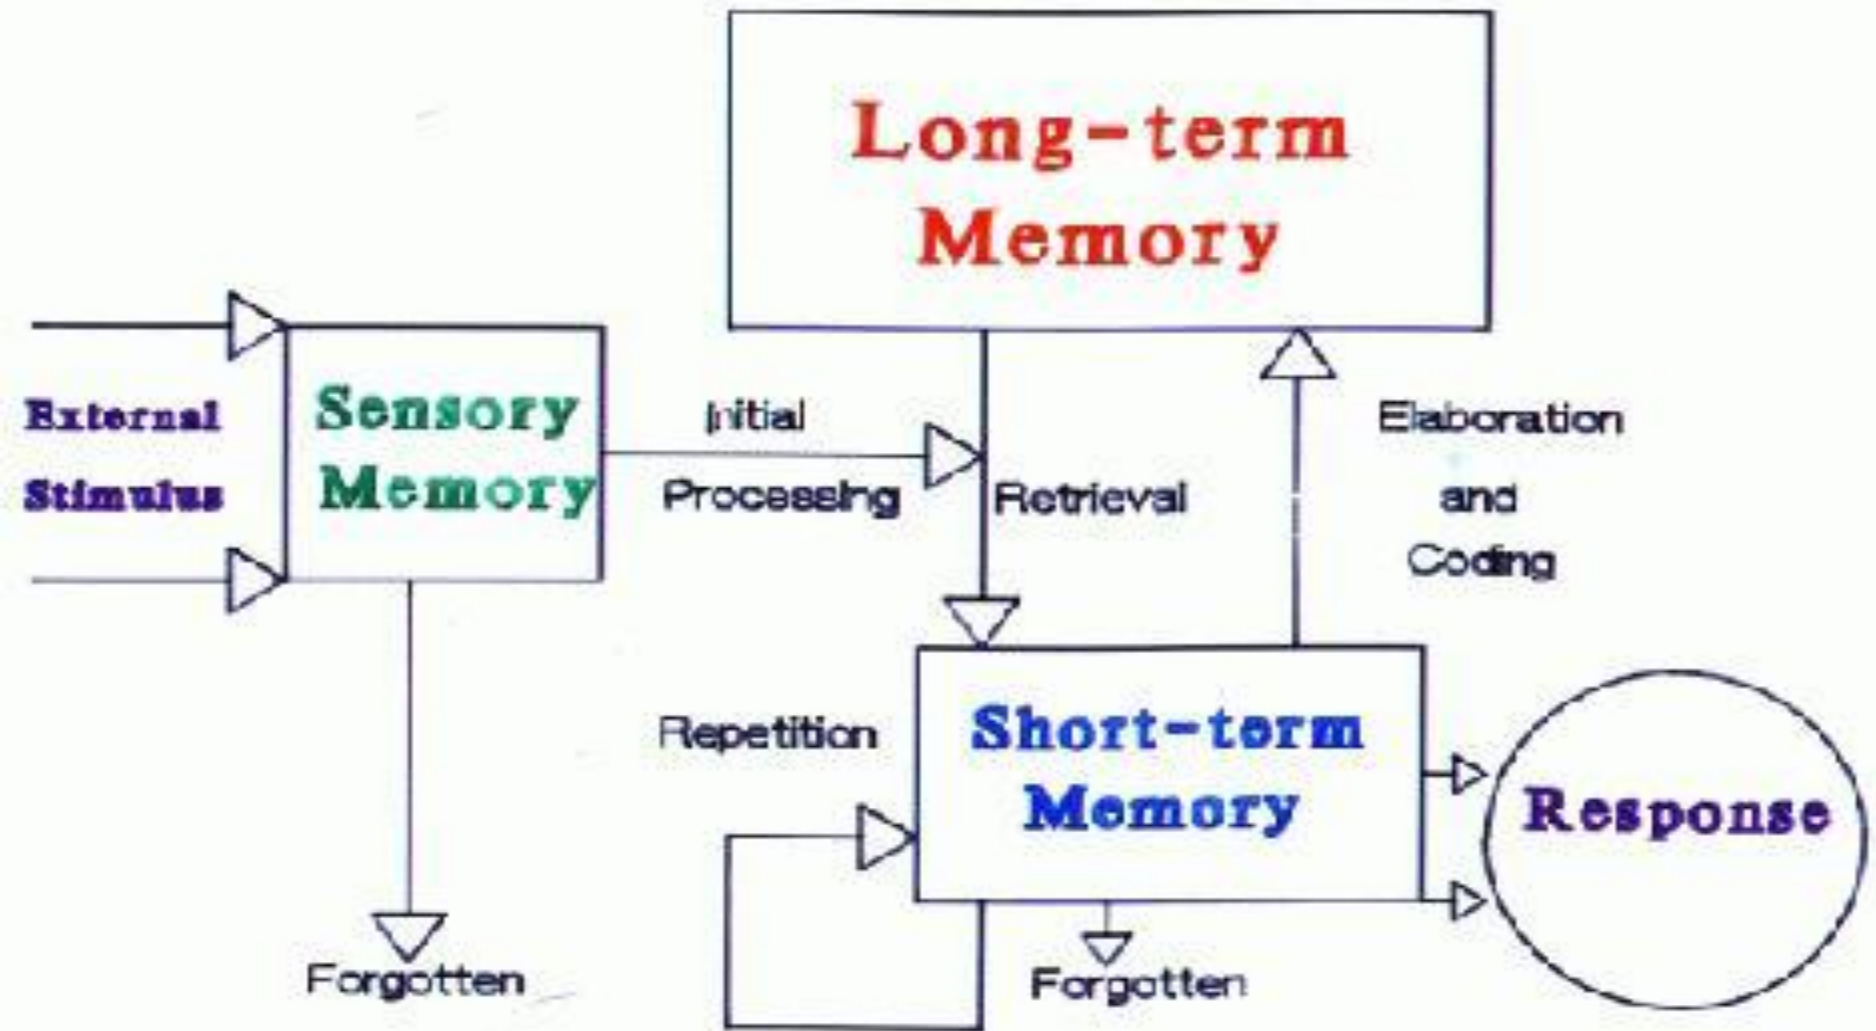 Long-term
Memory
External
Stimulus
Sensory
Memory
Initial
Processing
Retrieval
Elaboration
and
Coding
Repetition
Short-term
Memory
Response
Forgotten
Forgotten